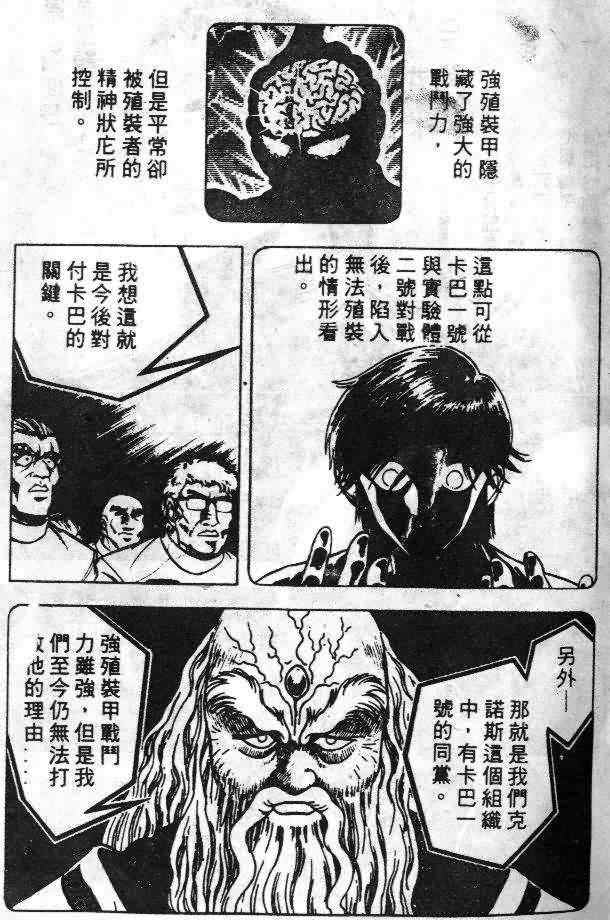 強殖裝甲隱
藏了強大的
戰鬥力，
但是平常卻
被殖裝者的
精神狀庀所
控制。
這點可從
卡巴一號
與實驗體
二號對戰
後，陷入
無法殖裝
的情形看
出。
我想這就
是今後對
付卡巴的
關鍵。
另外—
那就是我們克
諾斯這個組織
中，有卡巴一
號的同黨。
強殖裝甲戰鬥
力雖強，但是我
們至今仍無法打
敗他的理由……